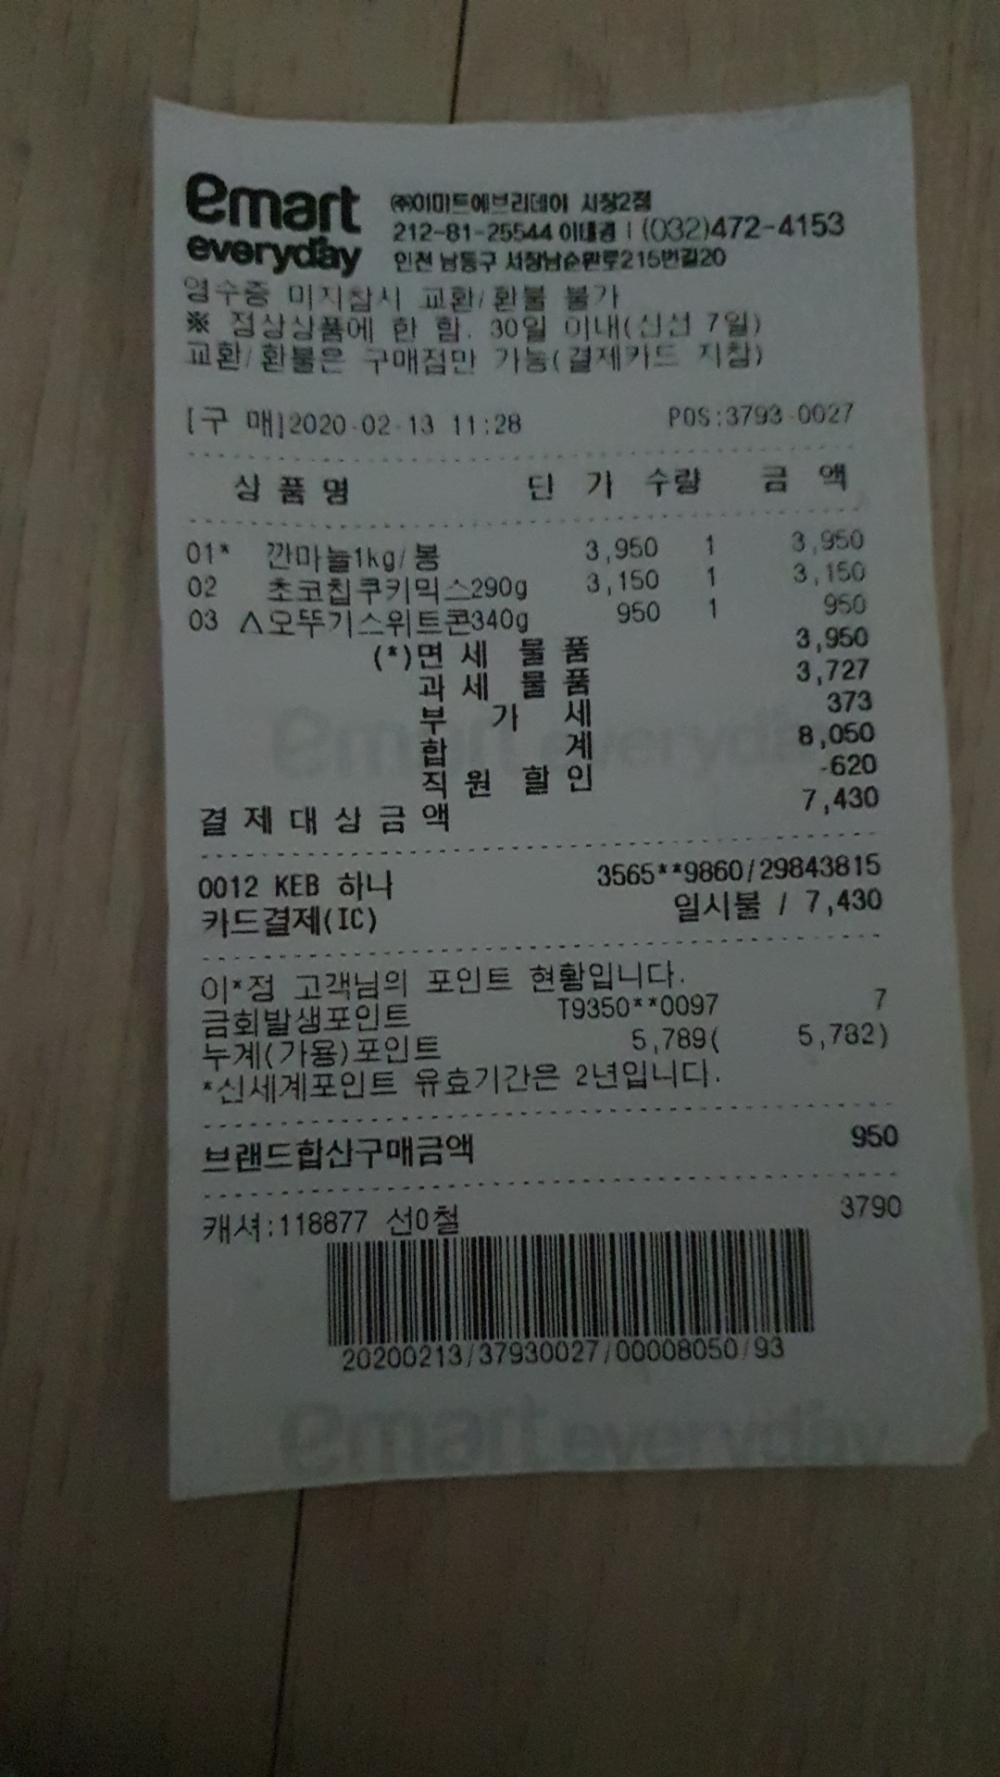 emart everyday
㈜이마트에브리데이 서창2점
212-81-25544 이대경 | (032)472-4153
인천 남동구 서창남순환로215번길20
영수증 미지참시 교환/환불 불가
※ 정상상품에 한 함. 30일 이내(신선 7일)
교환/환불은 구매점만 가능(결제카드 지참)
[구 매]2020-02-13 11:28 POS:3793-0027
상 품 명 단 가 수량 금 액
01* 깐마늘1kg/봉 3,950 1 3,950
02 초코칩쿠키믹스290g 3,150 1 3,150
03 △오뚜기스위트콘340g 950 1 950
(*)면 세 물 품 3,950
과 세 물 품 3,727
부 가 세 373
합 계 8,050
직 원 할 인 -620
결 제 대 상 금 액 7,430
0012 KEB 하나 3565**9860/29843815
카드결제(IC) 일시불 / 7,430
이*정 고객님의 포인트 현황입니다.
금회발생포인트 T9350**0097 7
누계(가용)포인트 5,789( 5,782)
*신세계포인트 유효기간은 2년입니다.
브랜드합산구매금액 950
캐셔:118877 선0철 3790
20200213/37930027/00008050/93
emart everyday